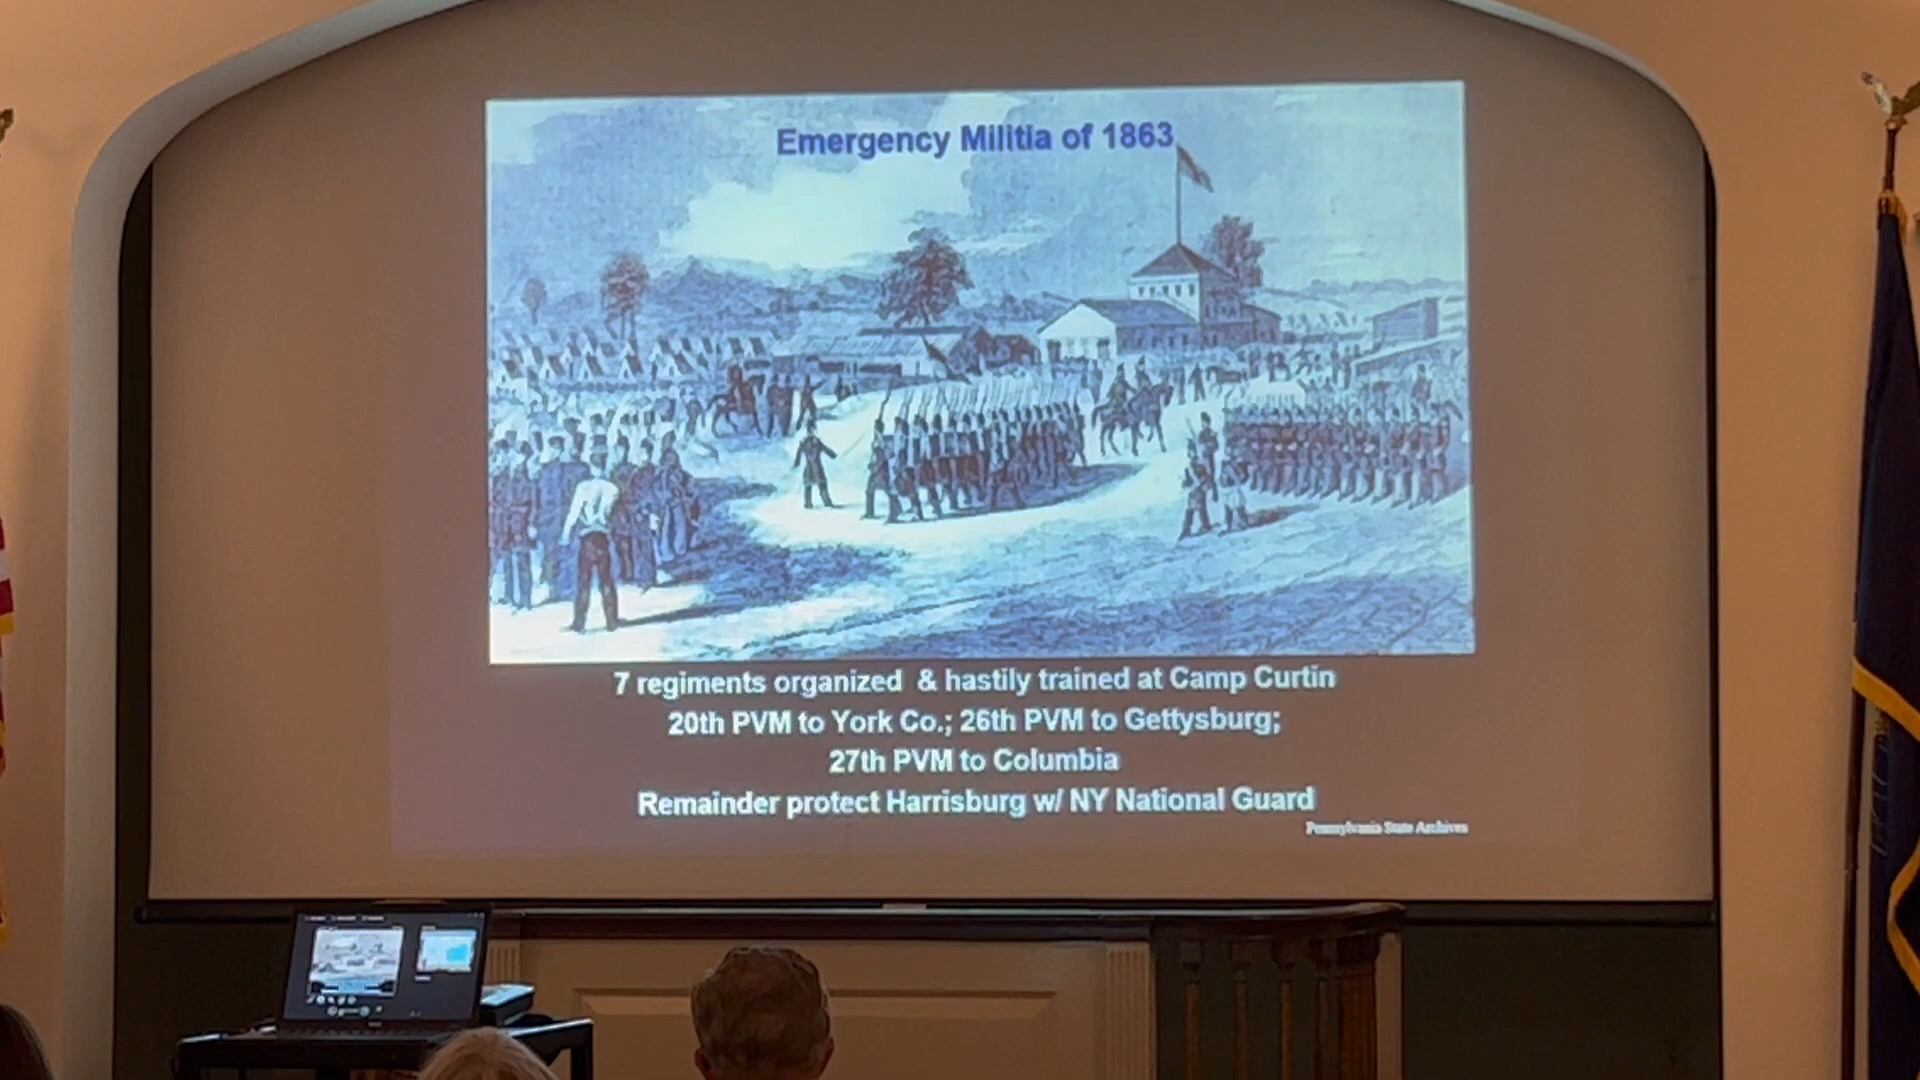 Emergency Militia of 1863
7 regiments organized & hastily trained at Camp Curtin
20th PVM to York Co.; 26th PVM to Gettysburg;
27th PVM to Columbia
Remainder protect Harrisburg w/ NY National Guard
Pennsylvania State Archives